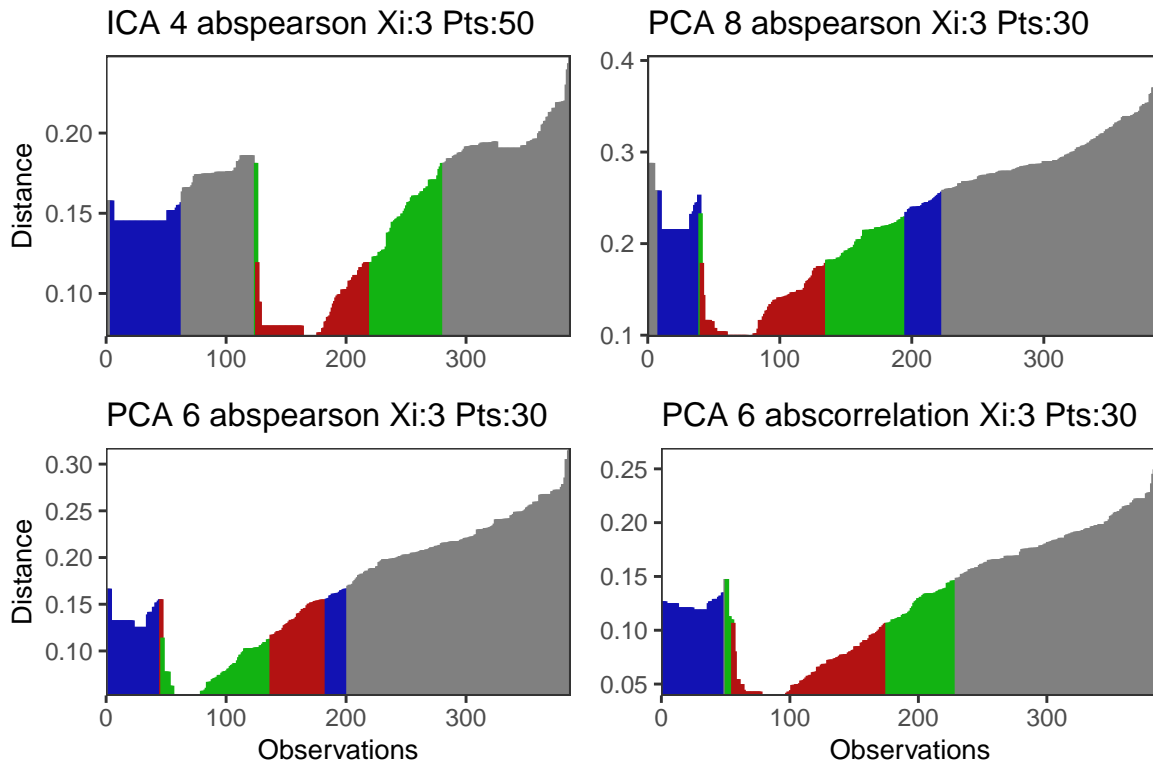 ICA 4 abspearson Xi:3 Pts:50
PCA 8 abspearson Xi:3 Pts:30
Distance
0.20
0.15
0.10
0.4
0.3
0.2
0.1
0 100 200 300
0 100 200 300
PCA 6 abspearson Xi:3 Pts:30
PCA 6 abscorrelation Xi:3 Pts:30
Distance
0.30
0.25
0.20
0.15
0.10
0.25
0.20
0.15
0.10
0.05
0 100 200 300
0 100 200 300
Observations
Observations